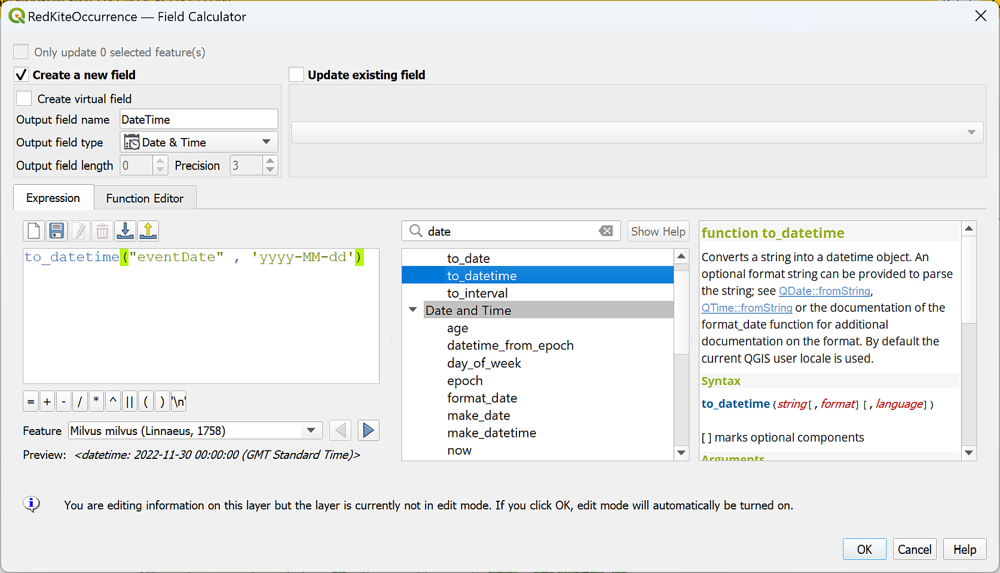 RedKiteOccurrence — Field Calculator
Only update 0 selected feature(s)
Create a new field
Update existing field
Create virtual field
Output field name DateTime
Output field type Date & Time
Output field length 0 Precision 3
Expression Function Editor
date
Show Help
to_datetime("eventDate" , 'yyyy-MM-dd')
= + - / * ^ || ( ) '\n'
Feature Milvus milvus (Linnaeus, 1758)
Preview: <datetime: 2022-11-30 00:00:00 (GMT Standard Time)>
to_date
to_datetime
to_interval
Date and Time
age
datetime_from_epoch
day_of_week
epoch
format_date
make_date
make_datetime
now
function to_datetime
Converts a string into a datetime object. An
optional format string can be provided to parse
the string; see QDate::fromString,
QTime::fromString or the documentation of the
format_date function for additional
documentation on the format. By default the
current QGIS user locale is used.
Syntax
to_datetime(string[,format][,language])
[ ] marks optional components
Arguments
You are editing information on this layer but the layer is currently not in edit mode. If you click OK, edit mode will automatically be turned on.
OK Cancel Help